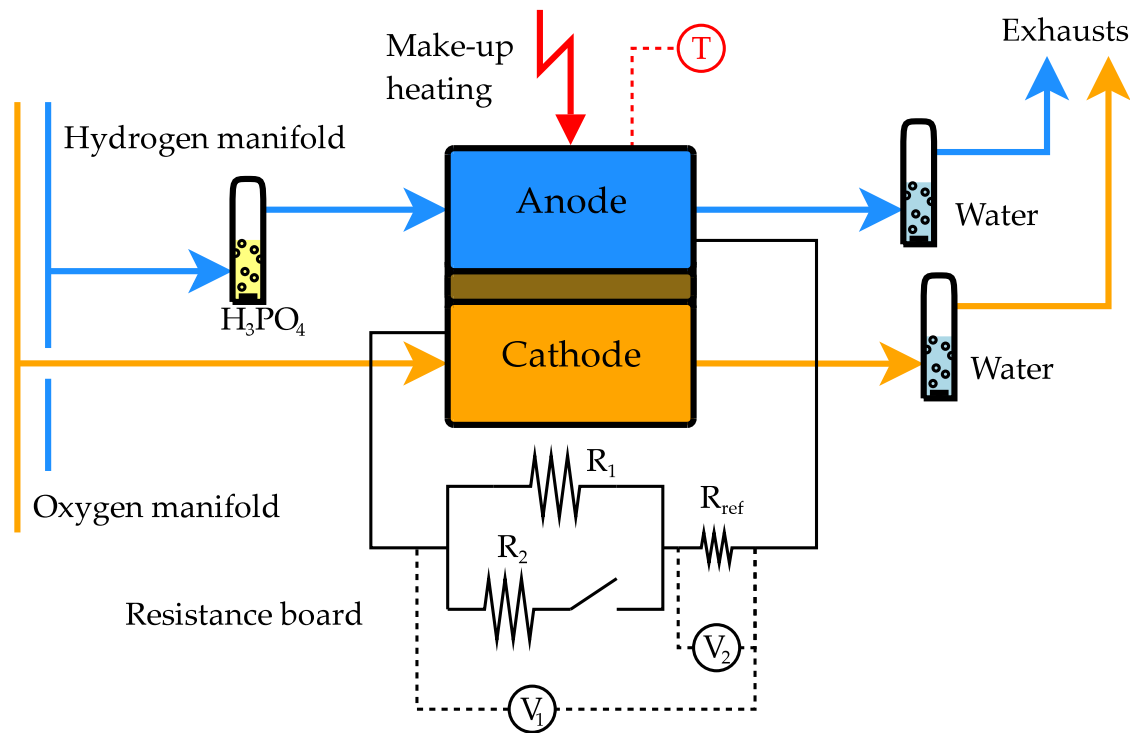 Exhausts
Make-up
heating
T
Hydrogen manifold
Anode
Water
H₃PO₄
Cathode
Water
R₁
Oxygen manifold
R_ref
R₂
Resistance board
V₂
V₁